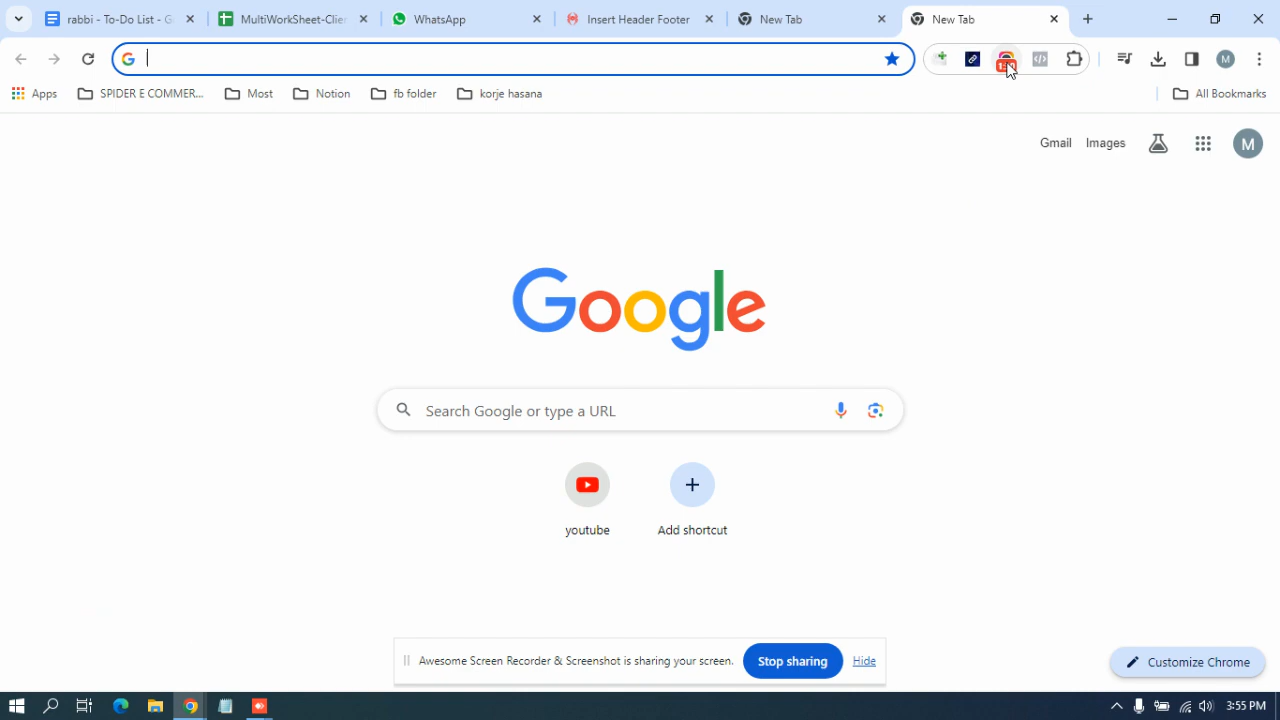 rabbi - To-Do List - G
MultiWorkSheet-Clier
WhatsApp
Insert Header Footer
New Tab
New Tab
Apps
SPIDER E COMMER...
Most
Notion
fb folder
korje hasana
All Bookmarks
Gmail
Images
M
M
Google
Search Google or type a URL
youtube
Add shortcut
Awesome Screen Recorder & Screenshot is sharing your screen.
Stop sharing
Hide
Customize Chrome
3:55 PM